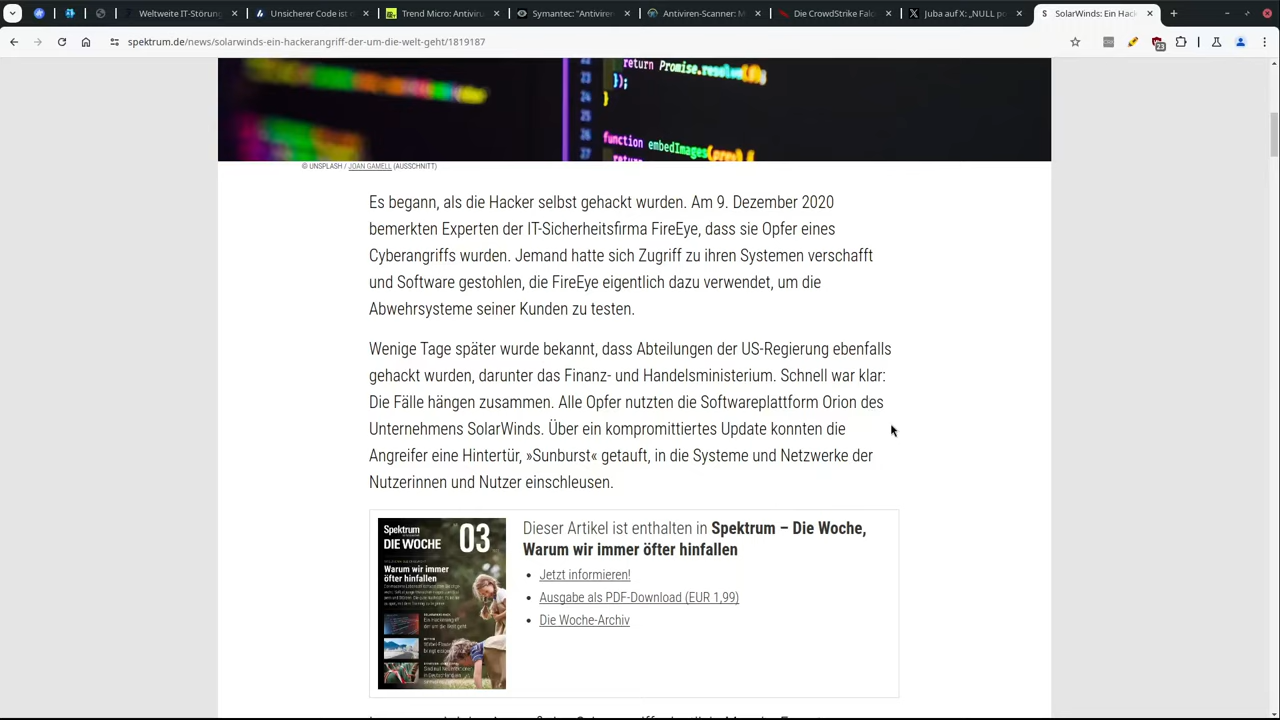 Weltweite IT-Störung
Unsicherer Code
Trend Micro: Antiviru
Symantec: "Antiviren
Antiviren-Scanner: M
Die CrowdStrike Falc
Juba auf X: „NULL po
SolarWinds: Ein Hack
spektrum.de/news/solarwinds-ein-hackerangriff-der-um-die-welt-geht/1819187
23
return Promise.resolve(
});
24
}
25
26
function embedImages(
27
© UNSPLASH / JOAN GAMELL (AUSSCHNITT)
Es begann, als die Hacker selbst gehackt wurden. Am 9. Dezember 2020
bemerkten Experten der IT-Sicherheitsfirma FireEye, dass sie Opfer eines
Cyberangriffs wurden. Jemand hatte sich Zugriff zu ihren Systemen verschafft
und Software gestohlen, die FireEye eigentlich dazu verwendet, um die
Abwehrsysteme seiner Kunden zu testen.
Wenige Tage später wurde bekannt, dass Abteilungen der US-Regierung ebenfalls
gehackt wurden, darunter das Finanz- und Handelsministerium. Schnell war klar:
Die Fälle hängen zusammen. Alle Opfer nutzten die Softwareplattform Orion des
Unternehmens SolarWinds. Über ein kompromittiertes Update konnten die
Angreifer eine Hintertür, »Sunburst« getauft, in die Systeme und Netzwerke der
Nutzerinnen und Nutzer einschleusen.
Spektrum
DIE WOCHE
03
Warum wir immer
öfter hinfallen
Dieser Artikel ist enthalten in Spektrum – Die Woche,
Warum wir immer öfter hinfallen
Jetzt informieren!
Ausgabe als PDF-Download (EUR 1,99)
Die Woche-Archiv